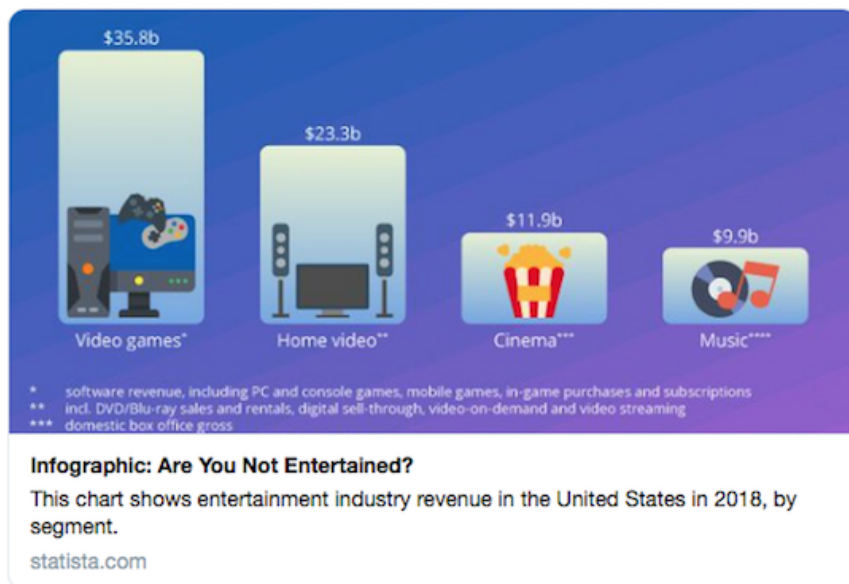 $35.8b
$23.3b
$11.9b
$9.9b
Video games*
Home video**
Cinema***
Music****
* software revenue, including PC and console games, mobile games, in-game purchases and subscriptions
** incl. DVD/Blu-ray sales and rentals, digital sell-through, video-on-demand and video streaming
*** domestic box office gross
Infographic: Are You Not Entertained?
This chart shows entertainment industry revenue in the United States in 2018, by
segment.
statista.com